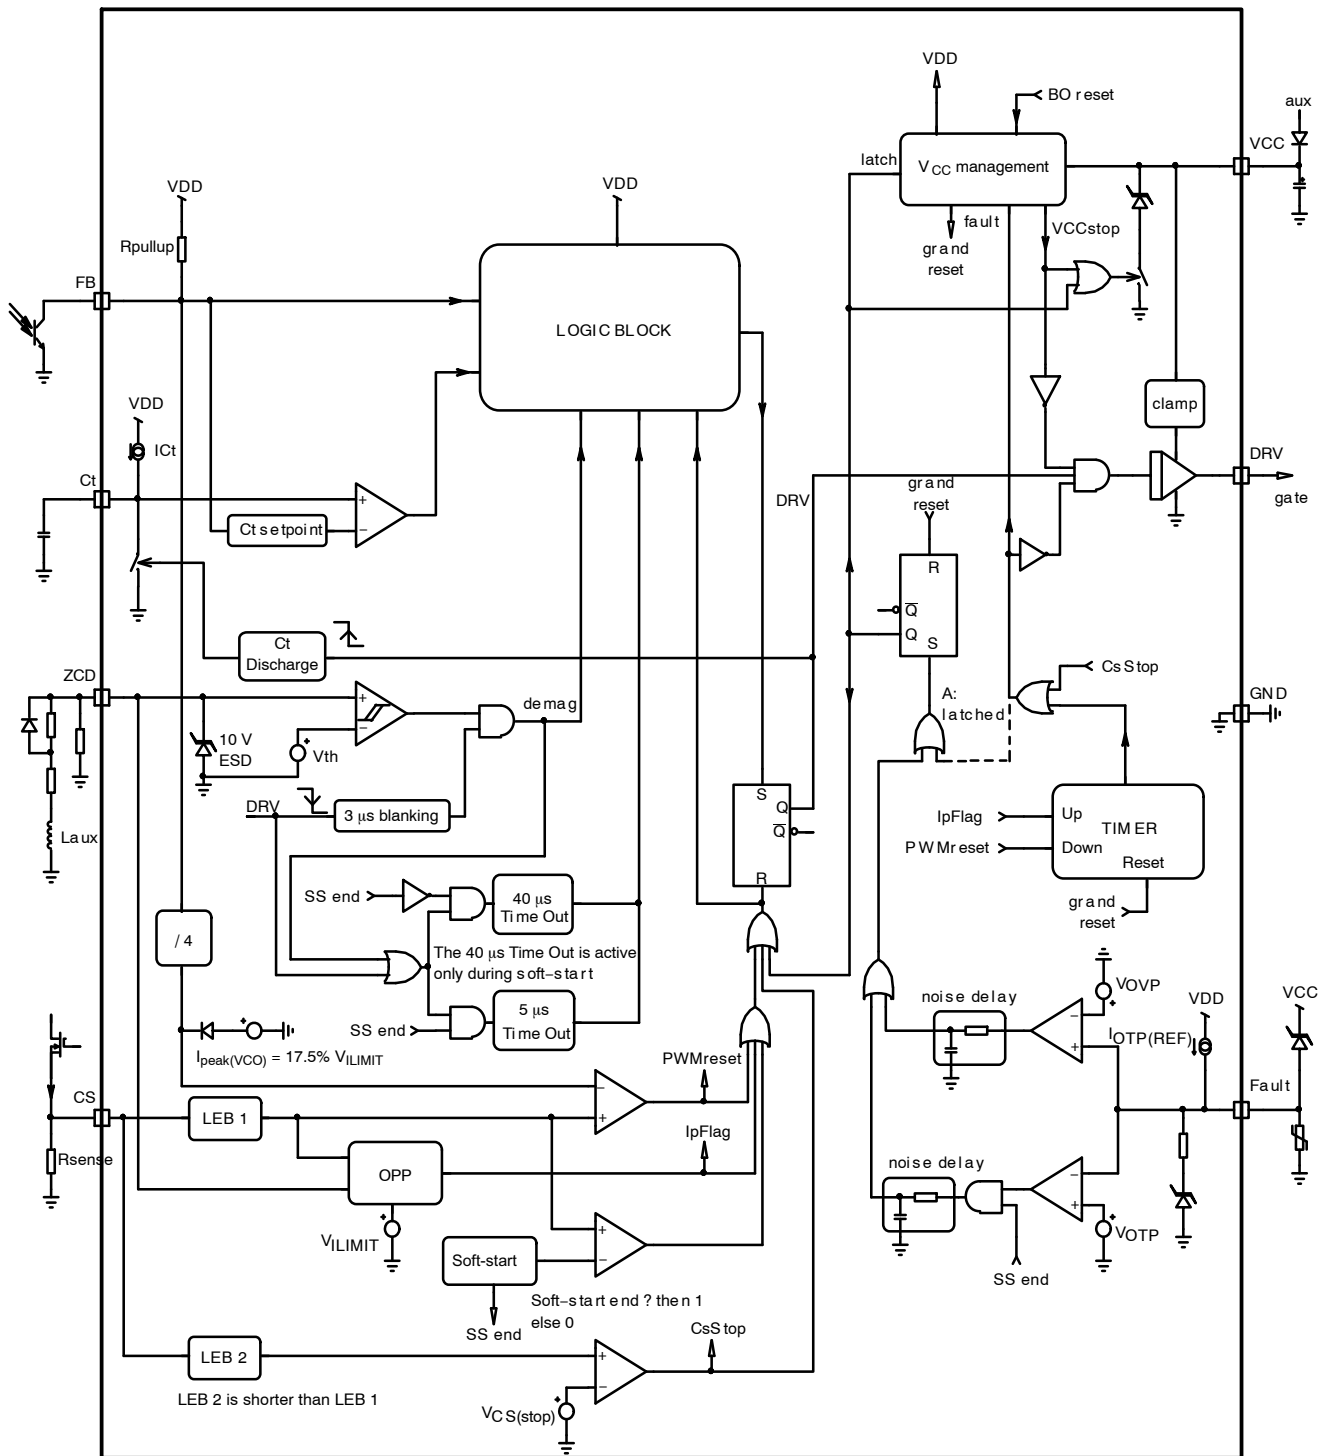 VDD
BO reset
aux
VCC
latch
VCC management
VDD
VDD
Rpullup
fault
VCCstop
grand
reset
FB
LOGIC BLOCK
VDD
clamp
ICt
Ct
DRV
DRV
grand
reset
gate
Ct setpoint
R
Q
Q
S
Ct
Discharge
CsStop
ZCD
GND
demag
A:
latched
10 V
ESD
Vth
DRV
3 μs blanking
S
Q
Q
R
IpFlag
Up
TIMER
PWMreset
Down
Reset
Laux
SS end
40 μs
Time Out
grand
reset
/ 4
The 40 μs Time Out is active
only during soft-start
5 μs
Time Out
SS end
noise delay
VOVP
VDD
VCC
IOTP(REF)
Ipeak(VCO) = 17.5% VILIMIT
PWMreset
Fault
CS
LEB 1
IpFlag
Rsense
OPP
noise delay
VILIMIT
VOTP
Soft-start
SS end
Soft-start end ? then 1
else 0
SS end
CsStop
LEB 2
LEB 2 is shorter than LEB 1
VCS(stop)
+
−
+
−
−
+
+
−
+
−
−
+
−
+